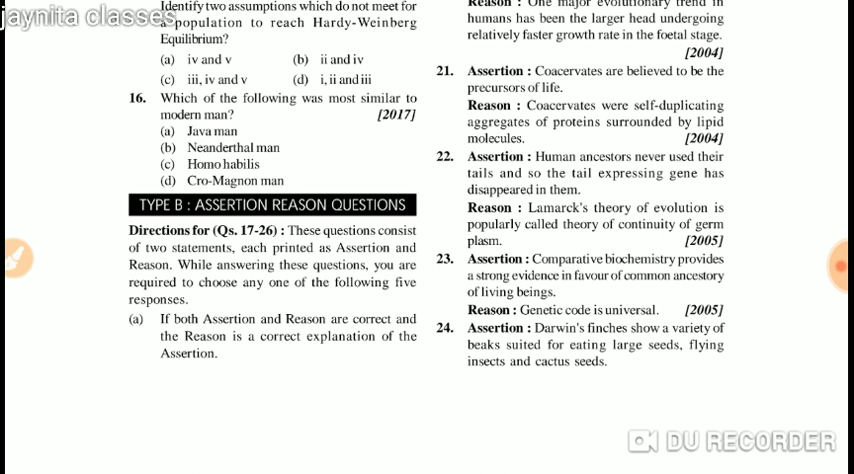 jaynita classes
Identify two assumptions which do not meet for
a population to reach Hardy-Weinberg
Equilibrium?
(a) iv and v (b) ii and iv
(c) iii, iv and v (d) i, ii and iii
16. Which of the following was most similar to
modern man? [2017]
(a) Java man
(b) Neanderthal man
(c) Homo habilis
(d) Cro-Magnon man
TYPE B : ASSERTION REASON QUESTIONS
Directions for (Qs. 17-26) : These questions consist
of two statements, each printed as Assertion and
Reason. While answering these questions, you are
required to choose any one of the following five
responses.
(a) If both Assertion and Reason are correct and
the Reason is a correct explanation of the
Assertion.
Reason : One major evolutionary trend in
humans has been the larger head undergoing
relatively faster growth rate in the foetal stage.
[2004]
21. Assertion : Coacervates are believed to be the
precursors of life.
Reason : Coacervates were self-duplicating
aggregates of proteins surrounded by lipid
molecules. [2004]
22. Assertion : Human ancestors never used their
tails and so the tail expressing gene has
disappeared in them.
Reason : Lamarck's theory of evolution is
popularly called theory of continuity of germ
plasm. [2005]
23. Assertion : Comparative biochemistry provides
a strong evidence in favour of common ancestory
of living beings.
Reason : Genetic code is universal. [2005]
24. Assertion : Darwin's finches show a variety of
beaks suited for eating large seeds, flying
insects and cactus seeds.
DU RECORDER